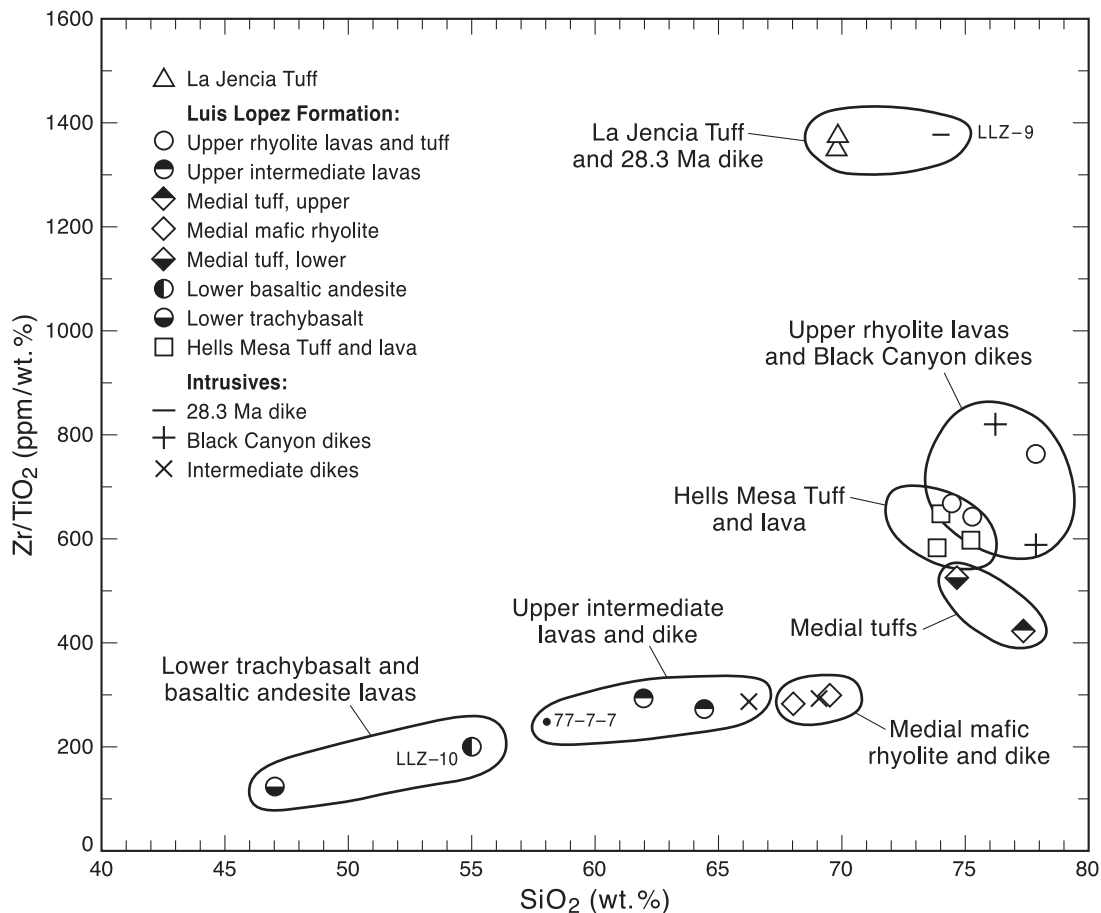 1600
1400
1200
1000
800
600
400
200
0
Zr/TiO2 (ppm/wt.%)
La Jencia Tuff
Luis Lopez Formation:
Upper rhyolite lavas and tuff
Upper intermediate lavas
Medial tuff, upper
Medial mafic rhyolite
Medial tuff, lower
Lower basaltic andesite
Lower trachybasalt
Hells Mesa Tuff and lava
Intrusives:
28.3 Ma dike
Black Canyon dikes
Intermediate dikes
La Jencia Tuff
and 28.3 Ma dike
LLZ–9
Upper rhyolite lavas
and Black Canyon dikes
Hells Mesa Tuff
and lava
Medial tuffs
Upper intermediate
lavas and dike
77–7–7
Lower trachybasalt and
basaltic andesite lavas
LLZ–10
Medial mafic
rhyolite and dike
40 45 50 55 60 65 70 75 80
SiO2 (wt.%)